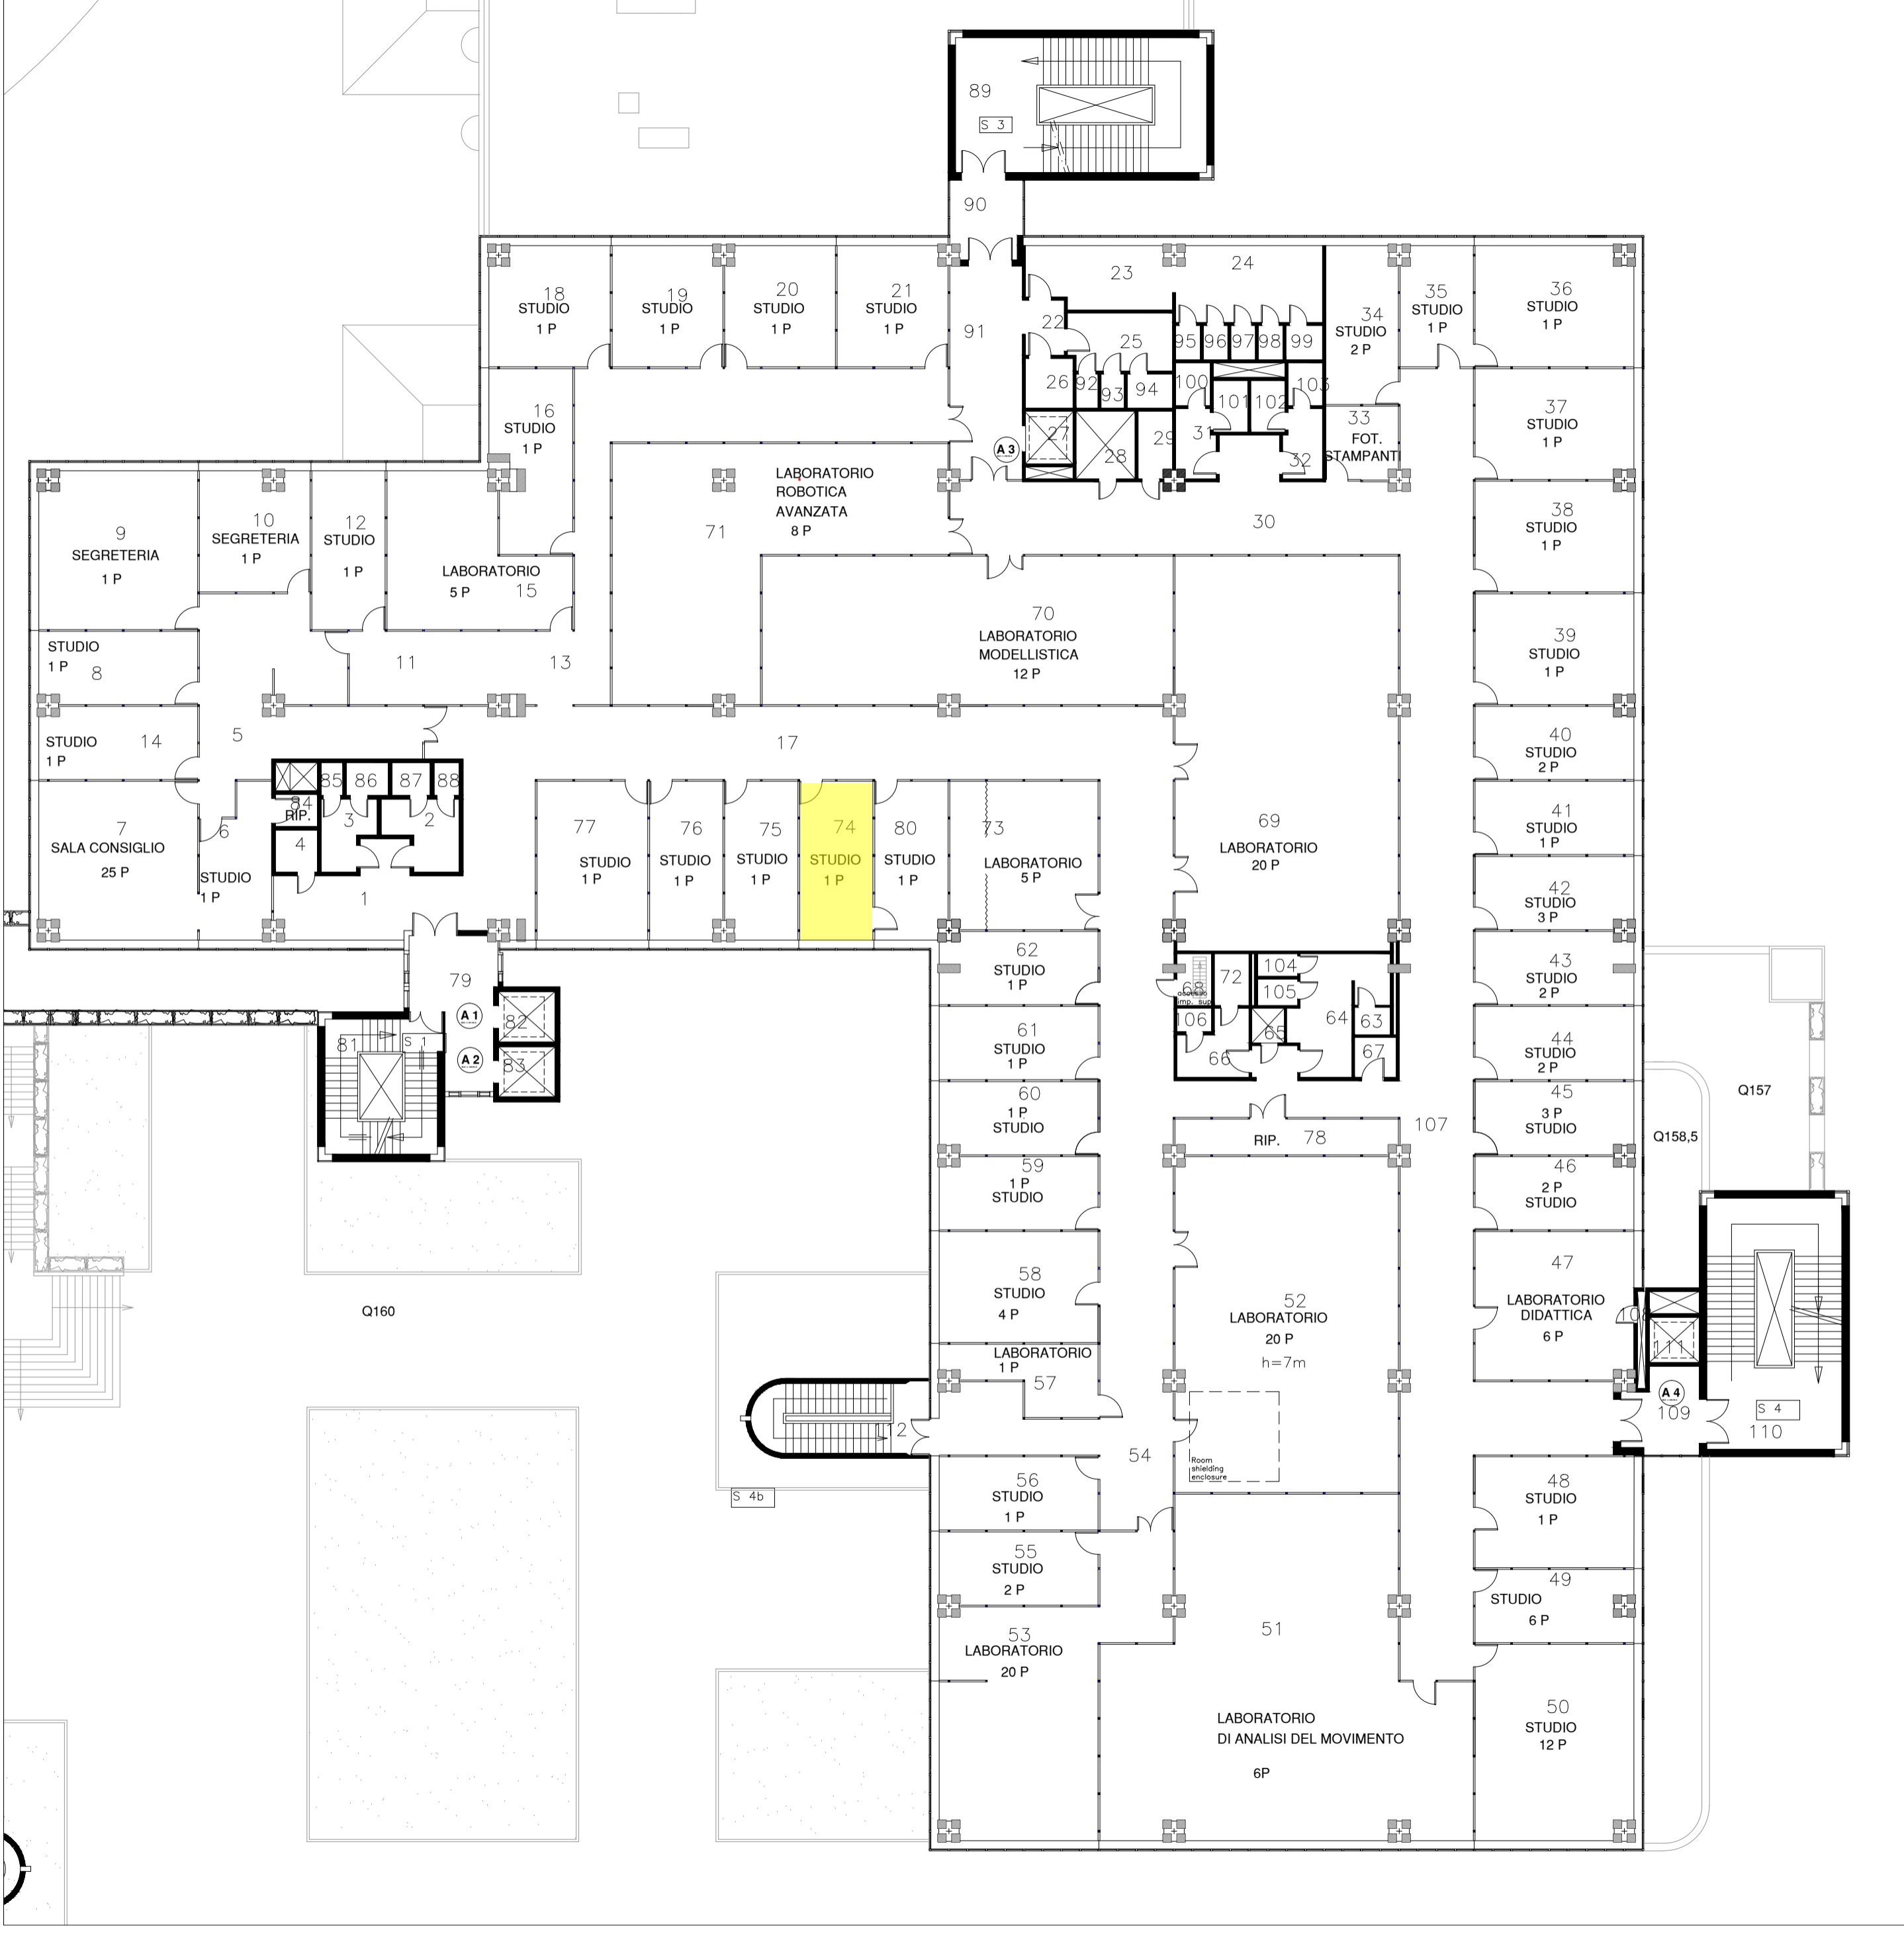 89
S 3
90
18
STUDIO
1 P
19
STUDIO
1 P
20
STUDIO
1 P
21
STUDIO
1 P
91
22
23
24
25
26
92
93
94
95
96
97
98
99
100
101
102
103
27
28
29
31
32
A 3
34
STUDIO
2 P
33
FOT.
STAMPANTI
35
STUDIO
1 P
36
STUDIO
1 P
37
STUDIO
1 P
38
STUDIO
1 P
39
STUDIO
1 P
40
STUDIO
2 P
41
STUDIO
1 P
42
STUDIO
3 P
43
STUDIO
2 P
44
STUDIO
2 P
45
3 P
STUDIO
46
2 P
STUDIO
47
LABORATORIO
DIDATTICA
6 P
16
STUDIO
1 P
9
SEGRETERIA
1 P
10
SEGRETERIA
1 P
12
STUDIO
1 P
LABORATORIO
5 P
15
LABORATORIO
ROBOTICA
AVANZATA
8 P
71
30
70
LABORATORIO
MODELLISTICA
12 P
STUDIO
1 P
8
11
13
STUDIO
14
1 P
5
17
7
SALA CONSIGLIO
25 P
6
STUDIO
1 P
84
RIP.
4
85
86
87
88
3
2
1
77
STUDIO
1 P
76
STUDIO
1 P
75
STUDIO
1 P
74
STUDIO
1 P
80
STUDIO
1 P
73
LABORATORIO
5 P
69
LABORATORIO
20 P
79
A 1
A 2
82
83
81
S 1
62
STUDIO
1 P
61
STUDIO
1 P
60
1 P
STUDIO
59
1 P
STUDIO
58
STUDIO
4 P
LABORATORIO
1 P
57
68
imp. sup.
72
104
105
106
65
66
64
63
67
RIP.
78
107
52
LABORATORIO
20 P
h=7m
Room
shielding
enclosure
54
12
S 4b
56
STUDIO
1 P
55
STUDIO
2 P
53
LABORATORIO
20 P
51
LABORATORIO
DI ANALISI DEL MOVIMENTO
6P
48
STUDIO
1 P
49
STUDIO
6 P
50
STUDIO
12 P
111
A 4
109
S 4
110
Q157
Q158,5
Q160